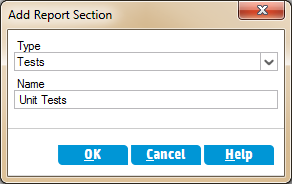 Add Report Section
Type
Tests
Name
Unit Tests
OK Cancel Help